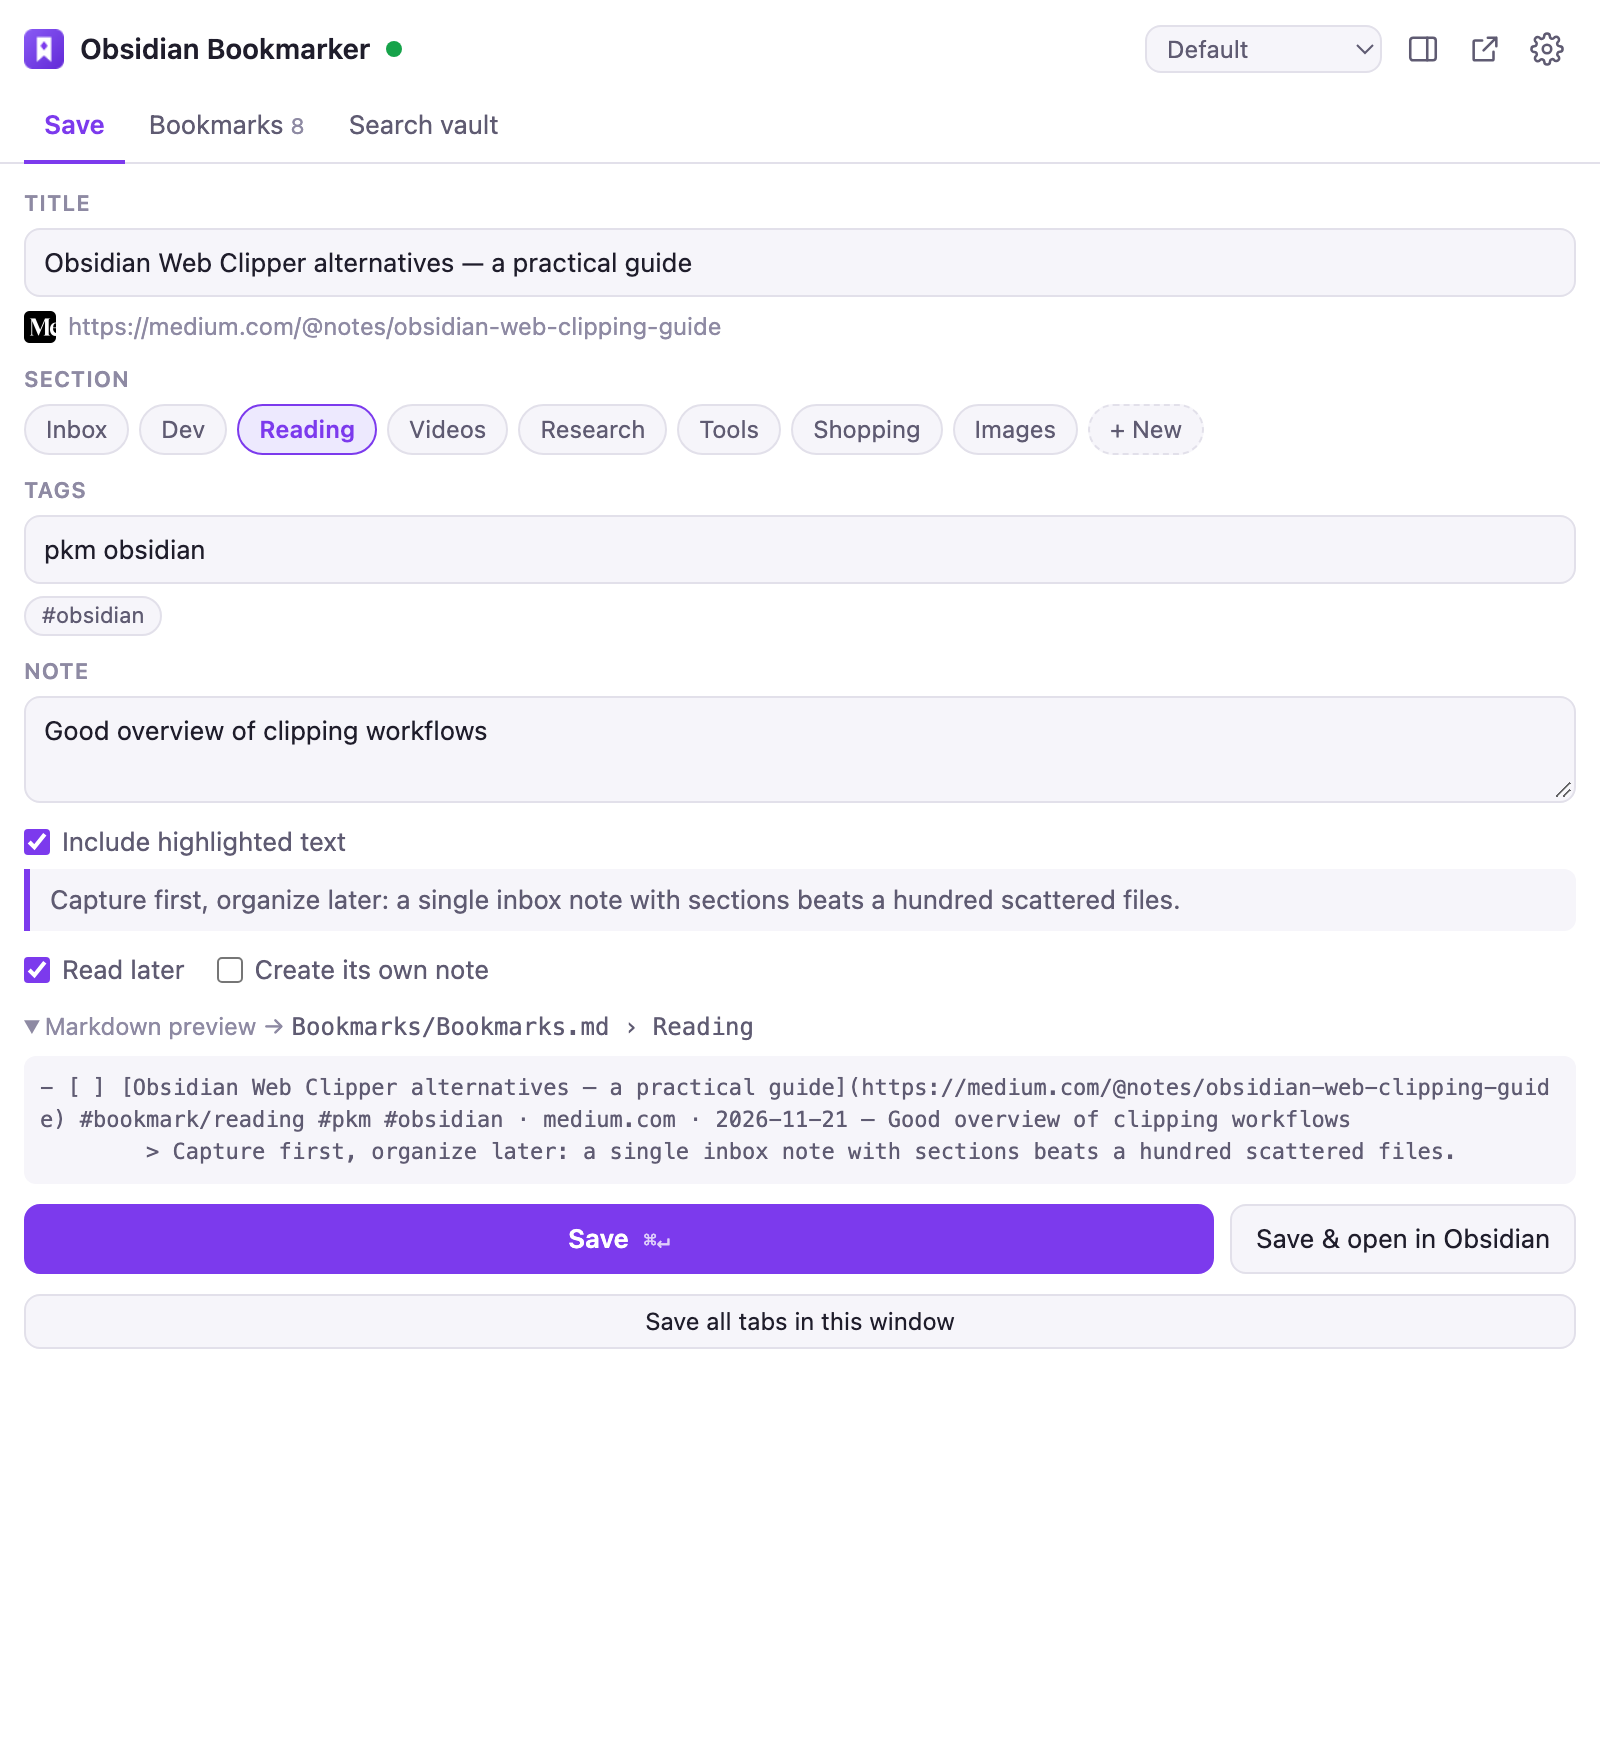 Obsidian Bookmarker
Default
Save
Bookmarks 8
Search vault
TITLE
Obsidian Web Clipper alternatives — a practical guide
Me https://medium.com/@notes/obsidian-web-clipping-guide
SECTION
Inbox
Dev
Reading
Videos
Research
Tools
Shopping
Images
+ New
TAGS
pkm obsidian
#obsidian
NOTE
Good overview of clipping workflows
Include highlighted text
Capture first, organize later: a single inbox note with sections beats a hundred scattered files.
Read later
Create its own note
▼ Markdown preview → Bookmarks/Bookmarks.md › Reading
- [ ] [Obsidian Web Clipper alternatives — a practical guide](https://medium.com/@notes/obsidian-web-clipping-guid
e) #bookmark/reading #pkm #obsidian · medium.com · 2026-11-21 — Good overview of clipping workflows
> Capture first, organize later: a single inbox note with sections beats a hundred scattered files.
Save ⌘↵
Save & open in Obsidian
Save all tabs in this window